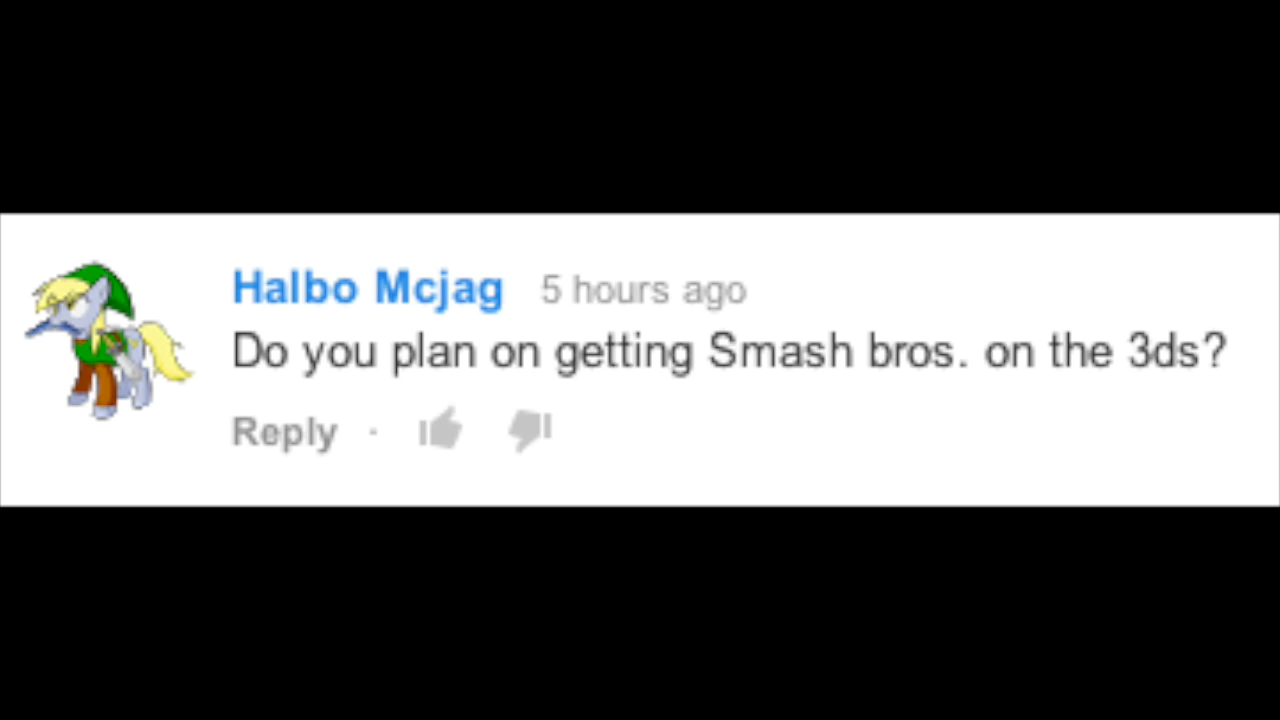 Halbo Mcjag 5 hours ago
Do you plan on getting Smash bros. on the 3ds?
Reply ·